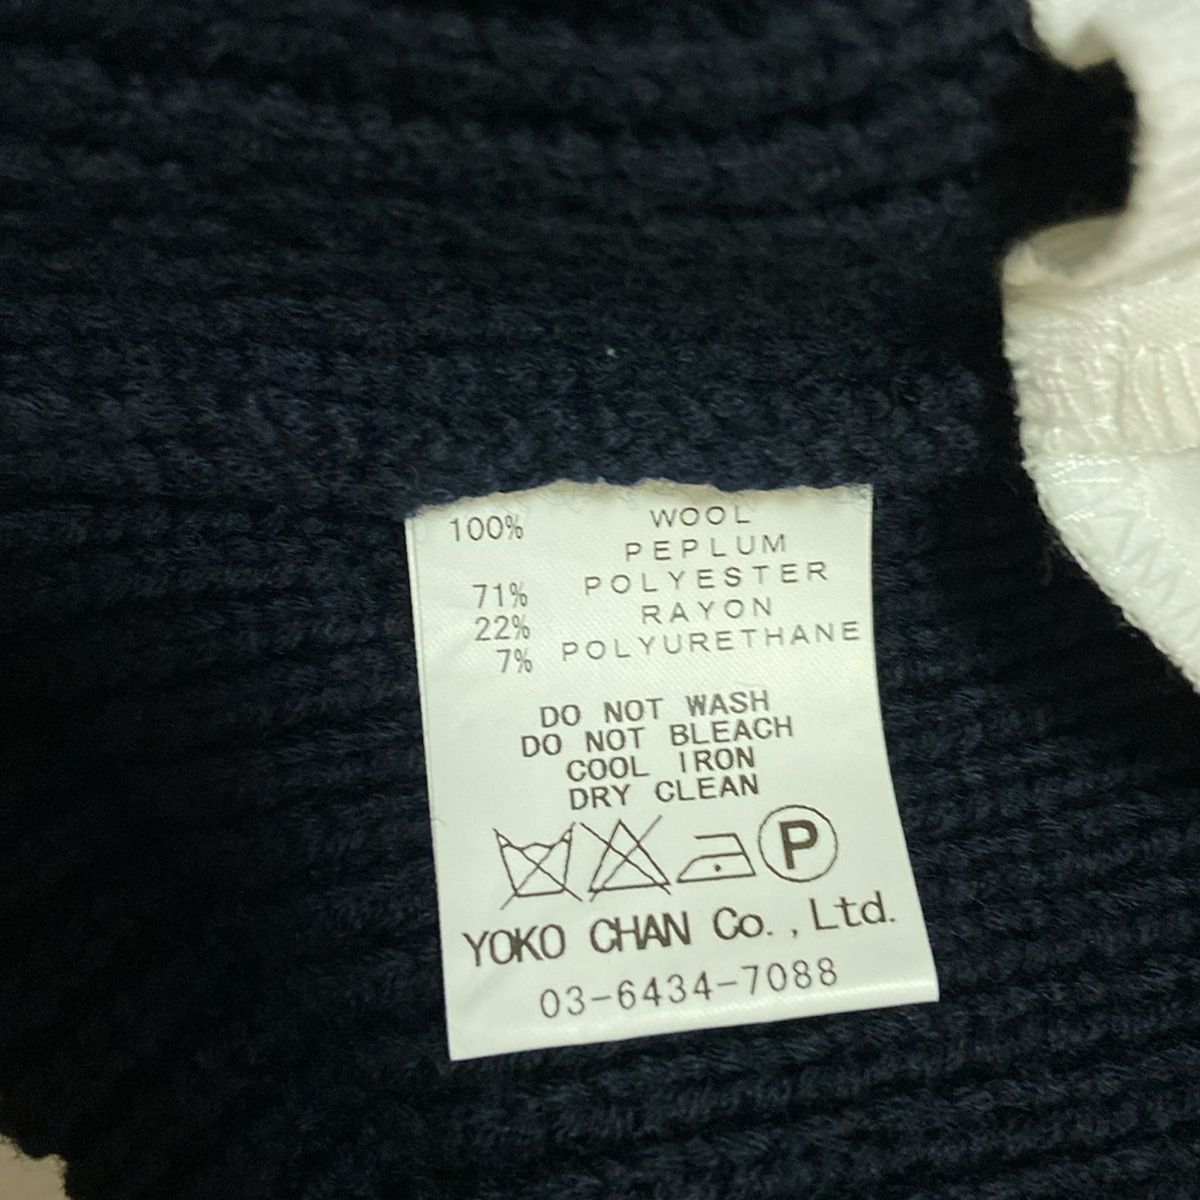 100% WOOL
PEPLUM
71% POLYESTER
22% RAYON
7% POLYURETHANE
DO NOT WASH
DO NOT BLEACH
COOL IRON
DRY CLEAN
P
YOKO CHAN Co., Ltd.
03-6434-7088